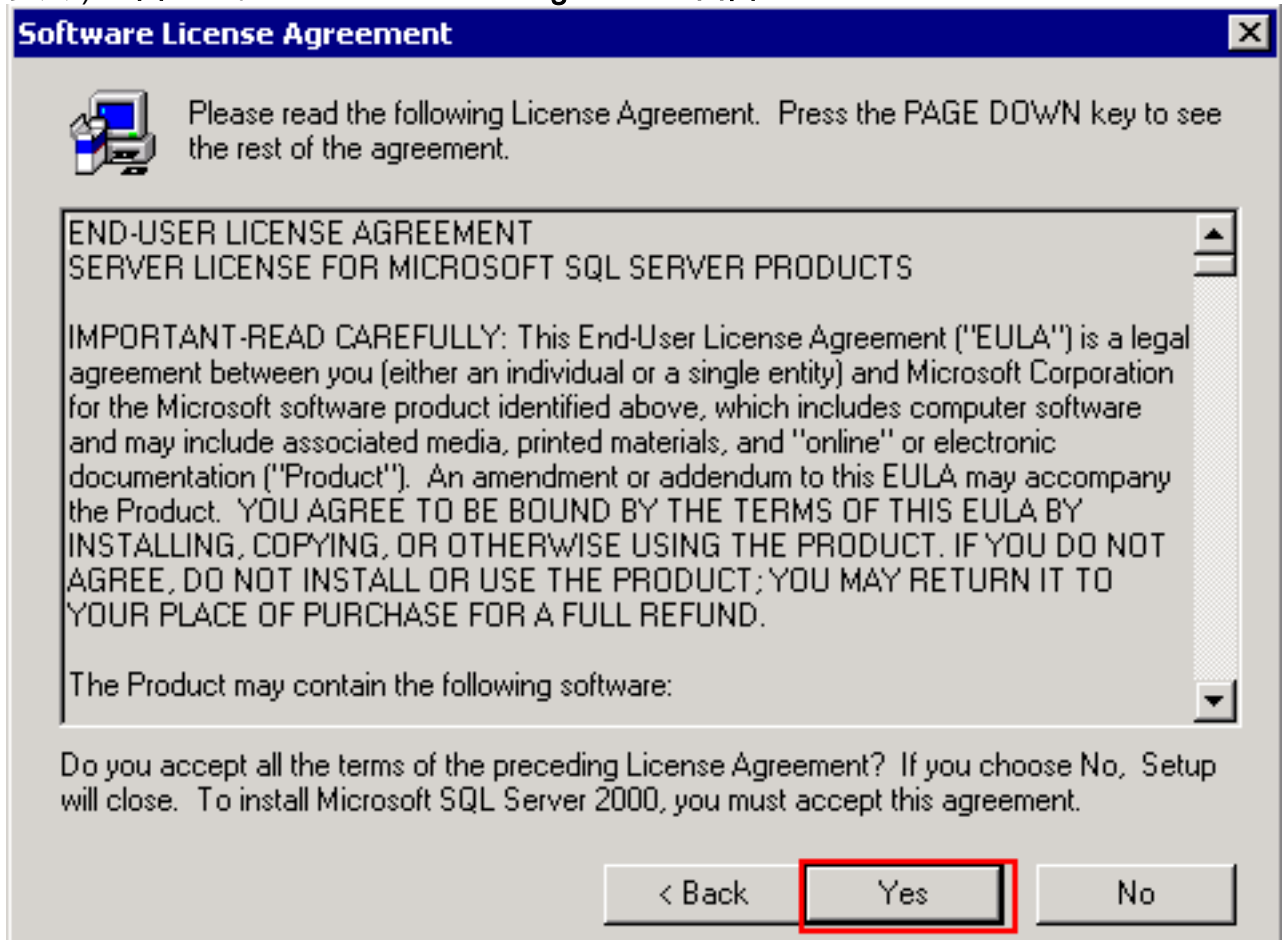 Software License Agreement
Please read the following License Agreement. Press the PAGE DOWN key to see
the rest of the agreement.
END-USER LICENSE AGREEMENT
SERVER LICENSE FOR MICROSOFT SQL SERVER PRODUCTS
IMPORTANT-READ CAREFULLY: This End-User License Agreement ("EULA") is a legal
agreement between you (either an individual or a single entity) and Microsoft Corporation
for the Microsoft software product identified above, which includes computer software
and may include associated media, printed materials, and "online" or electronic
documentation ("Product"). An amendment or addendum to this EULA may accompany
the Product. YOU AGREE TO BE BOUND BY THE TERMS OF THIS EULA BY
INSTALLING, COPYING, OR OTHERWISE USING THE PRODUCT. IF YOU DO NOT
AGREE, DO NOT INSTALL OR USE THE PRODUCT; YOU MAY RETURN IT TO
YOUR PLACE OF PURCHASE FOR A FULL REFUND.
The Product may contain the following software:
Do you accept all the terms of the preceding License Agreement? If you choose No, Setup
will close. To install Microsoft SQL Server 2000, you must accept this agreement.
< Back Yes No